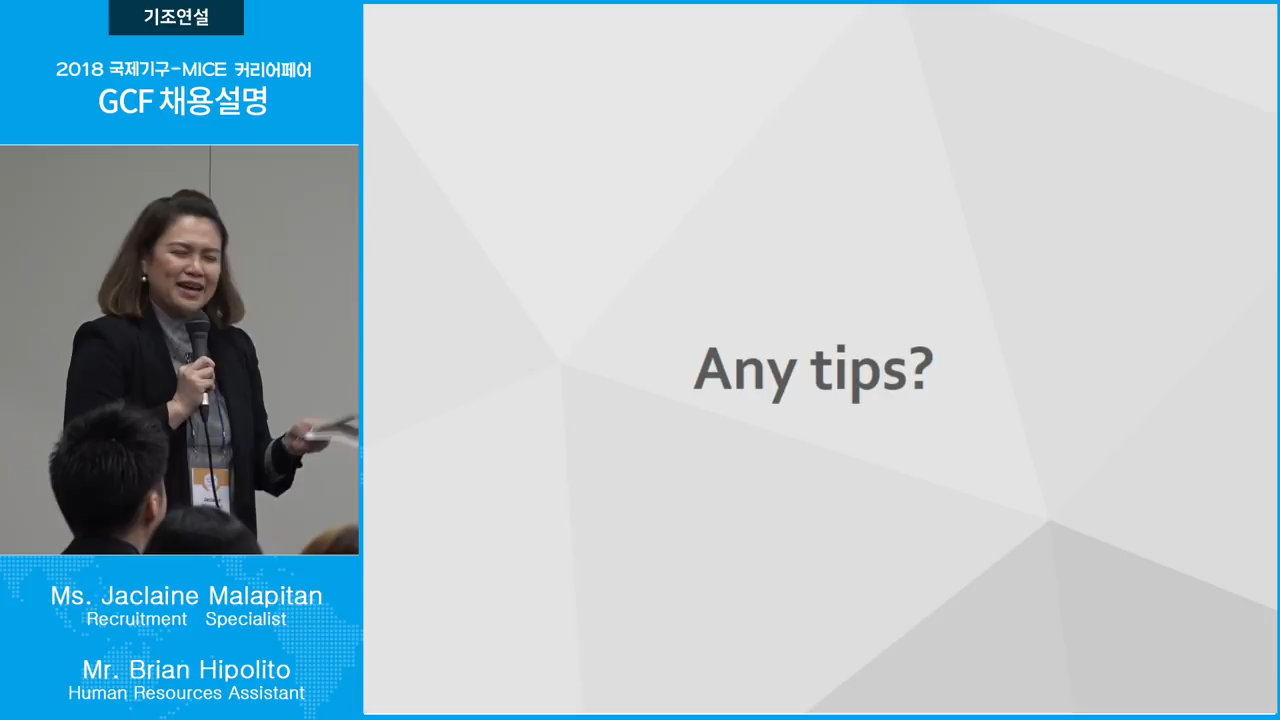 기조연설
2018 국제기구-MICE 커리어페어
GCF 채용설명
Any tips?
Ms. Jaclaine Malapitan
Recruitment Specialist
Mr. Brian Hipolito
Human Resources Assistant